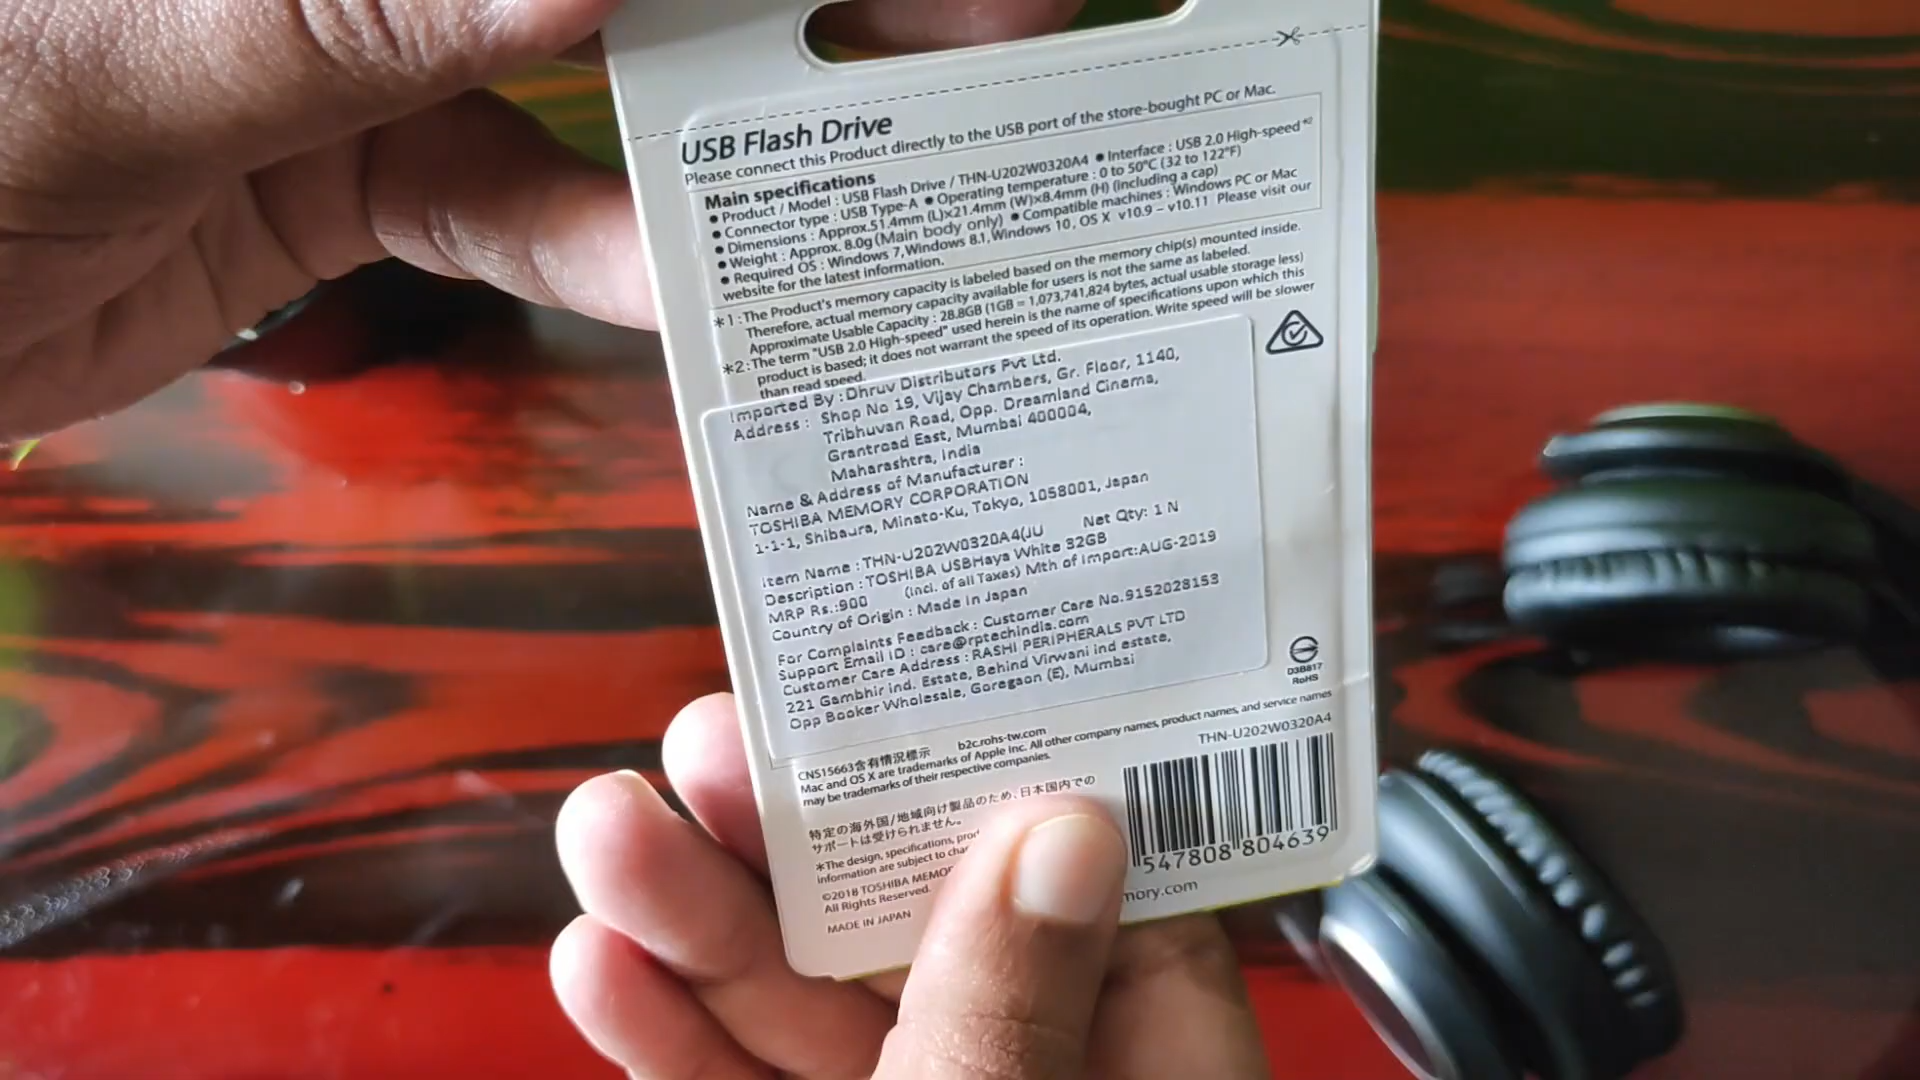 USB Flash Drive
Please connect this Product directly to the USB port of the store-bought PC or Mac.
Main specifications
● Product / Model : USB Flash Drive / THN-U202W0320A4 ● Interface : USB 2.0 High-speed*2
● Connector type : USB Type-A ● Operating temperature : 0 to 50°C (32 to 122°F)
● Dimensions : Approx.51.4mm (L)x21.4mm (W)x8.4mm (H) (including a cap)
● Weight : Approx. 8.0g (Main body only) ● Compatible machines : Windows PC or Mac
● Required OS : Windows 7, Windows 8.1, Windows 10, OS X v10.9 – v10.11 Please visit our
website for the latest information.
*1 : The Product's memory capacity is labeled based on the memory chip(s) mounted inside.
Therefore, actual memory capacity available for users is not the same as labeled.
Approximate Usable Capacity : 28.8GB (1GB = 1,073,741,824 bytes, actual usable storage less)
*2 : The term "USB 2.0 High-speed" used herein is the name of specifications upon which this
product is based; it does not warrant the speed of its operation. Write speed will be slower
than read speed.
Imported By : Dhruv Distributors Pvt Ltd.
Address : Shop No 19, Vijay Chambers, Gr. Floor, 1140,
Tribhuvan Road, Opp. Dreamland Cinema,
Grantroad East, Mumbai 400004,
Maharashtra, India
Name & Address of Manufacturer :
TOSHIBA MEMORY CORPORATION
1-1-1, Shibaura, Minato-Ku, Tokyo, 1058001, Japan
Item Name : THN-U202W0320A4(JU Net Qty: 1 N
Description : TOSHIBA USBHaya White 32GB
MRP Rs.:900 (Incl. of all Taxes) Mth of Import:AUG-2019
Country of Origin : Made In Japan
For Complaints Feedback : Customer Care No.9152028153
Support Email ID : care@rptechindia.com
Customer Care Address : RASHI PERIPHERALS PVT LTD
221 Gambhir ind. Estate, Behind Virwani ind estate,
Opp Booker Wholesale, Goregaon (E), Mumbai
D3B817
RoHS
CNS15663含有情況標示 b2c.rohs-tw.com
Mac and OS X are trademarks of Apple Inc. All other company names, product names, and service names
may be trademarks of their respective companies.
THN-U202W0320A4
特定の海外国/地域向け製品のため、日本国内での
サポートは受けられません。
*The design, specifications, prod
information are subject to cha
©2018 TOSHIBA MEMO
All Rights Reserved.
MADE IN JAPAN
547808 804639
mory.com